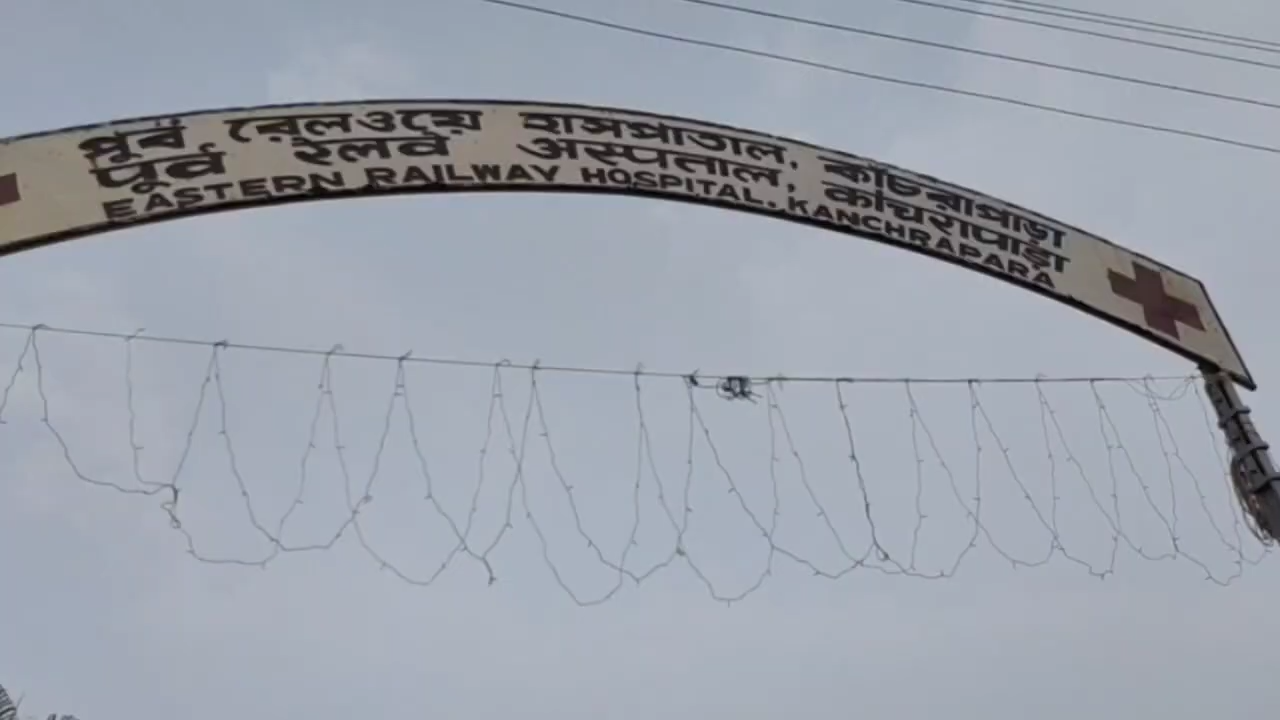 পূর্ব রেলওয়ে হাসপাতাল, কাঁচরাপাড়া
पूर्व रेलवे अस्पताल, काँचरापाड़ा
EASTERN RAILWAY HOSPITAL, KANCHRAPARA